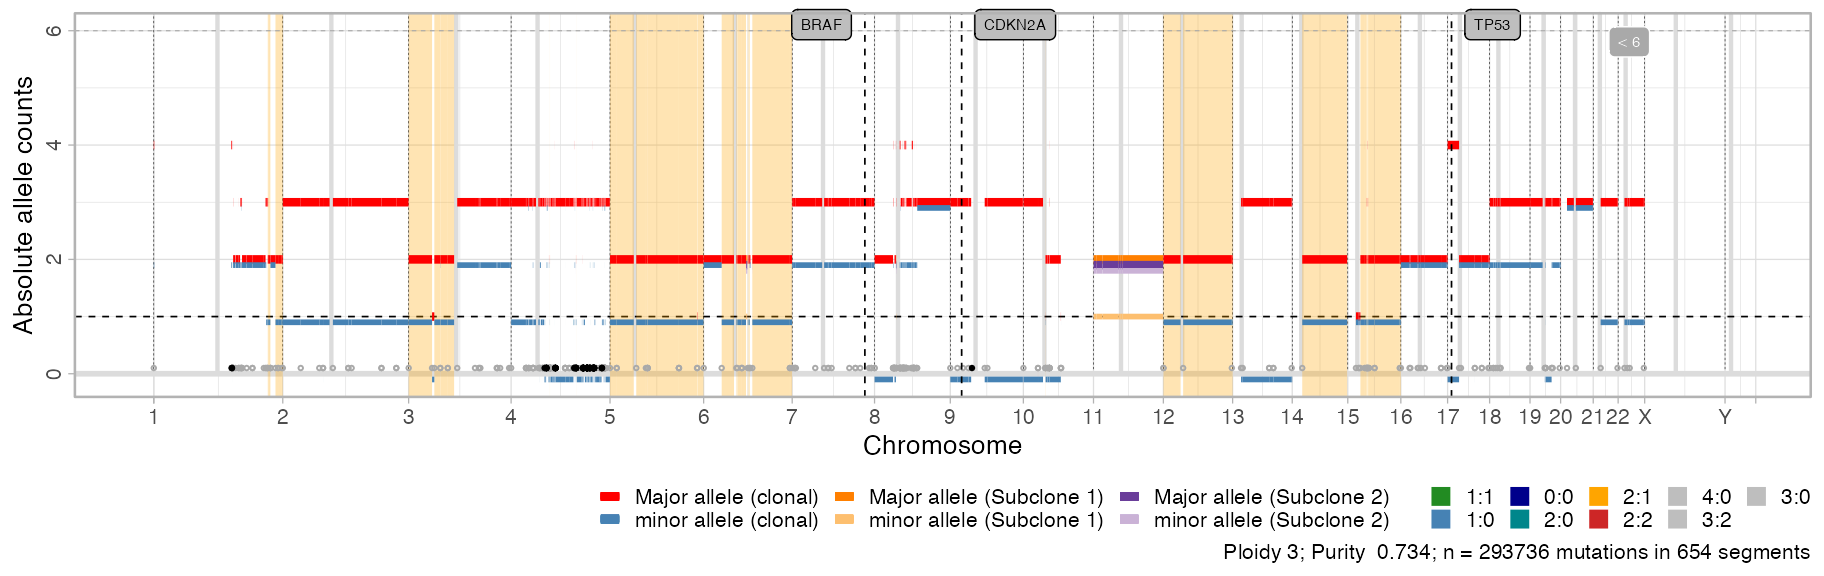 BRAF CDKN2A TP53
< 6
6
4
2
0
Absolute allele counts
1 2 3 4 5 6 7 8 9 10 11 12 13 14 15 16 17 18 19 20 21 22 X Y
Chromosome
Major allele (clonal) Major allele (Subclone 1) Major allele (Subclone 2) 1:1 0:0 2:1 4:0 3:0
minor allele (clonal) minor allele (Subclone 1) minor allele (Subclone 2) 1:0 2:0 2:2 3:2
Ploidy 3; Purity 0.734; n = 293736 mutations in 654 segments